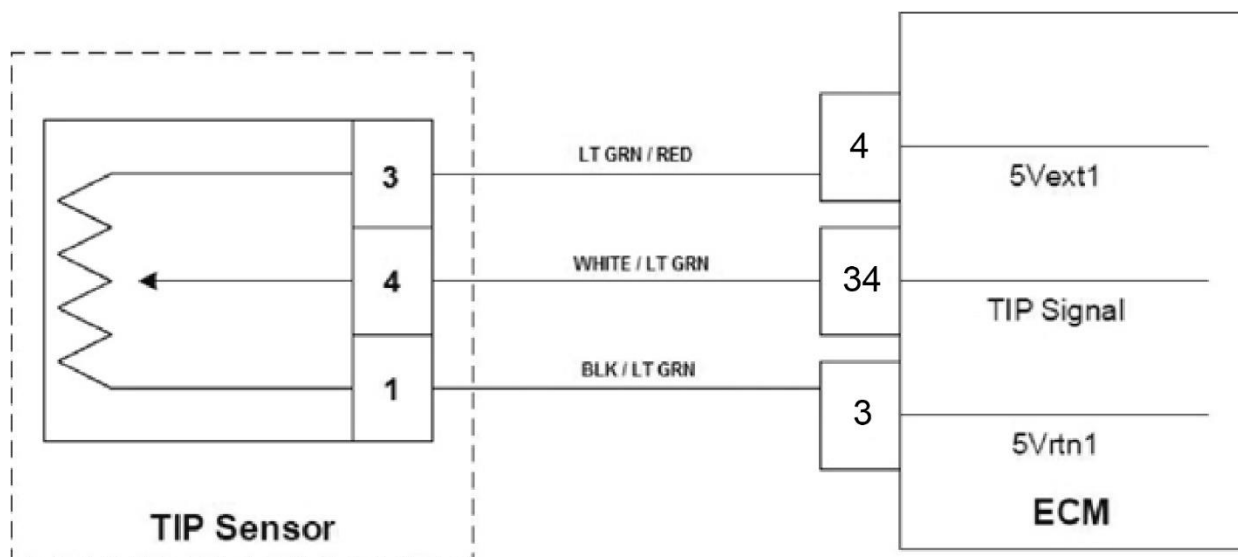 LT GRN / RED
3
4
5Vext1
WHITE / LT GRN
4
34
TIP Signal
BLK / LT GRN
1
3
5Vrtn1
TIP Sensor
ECM